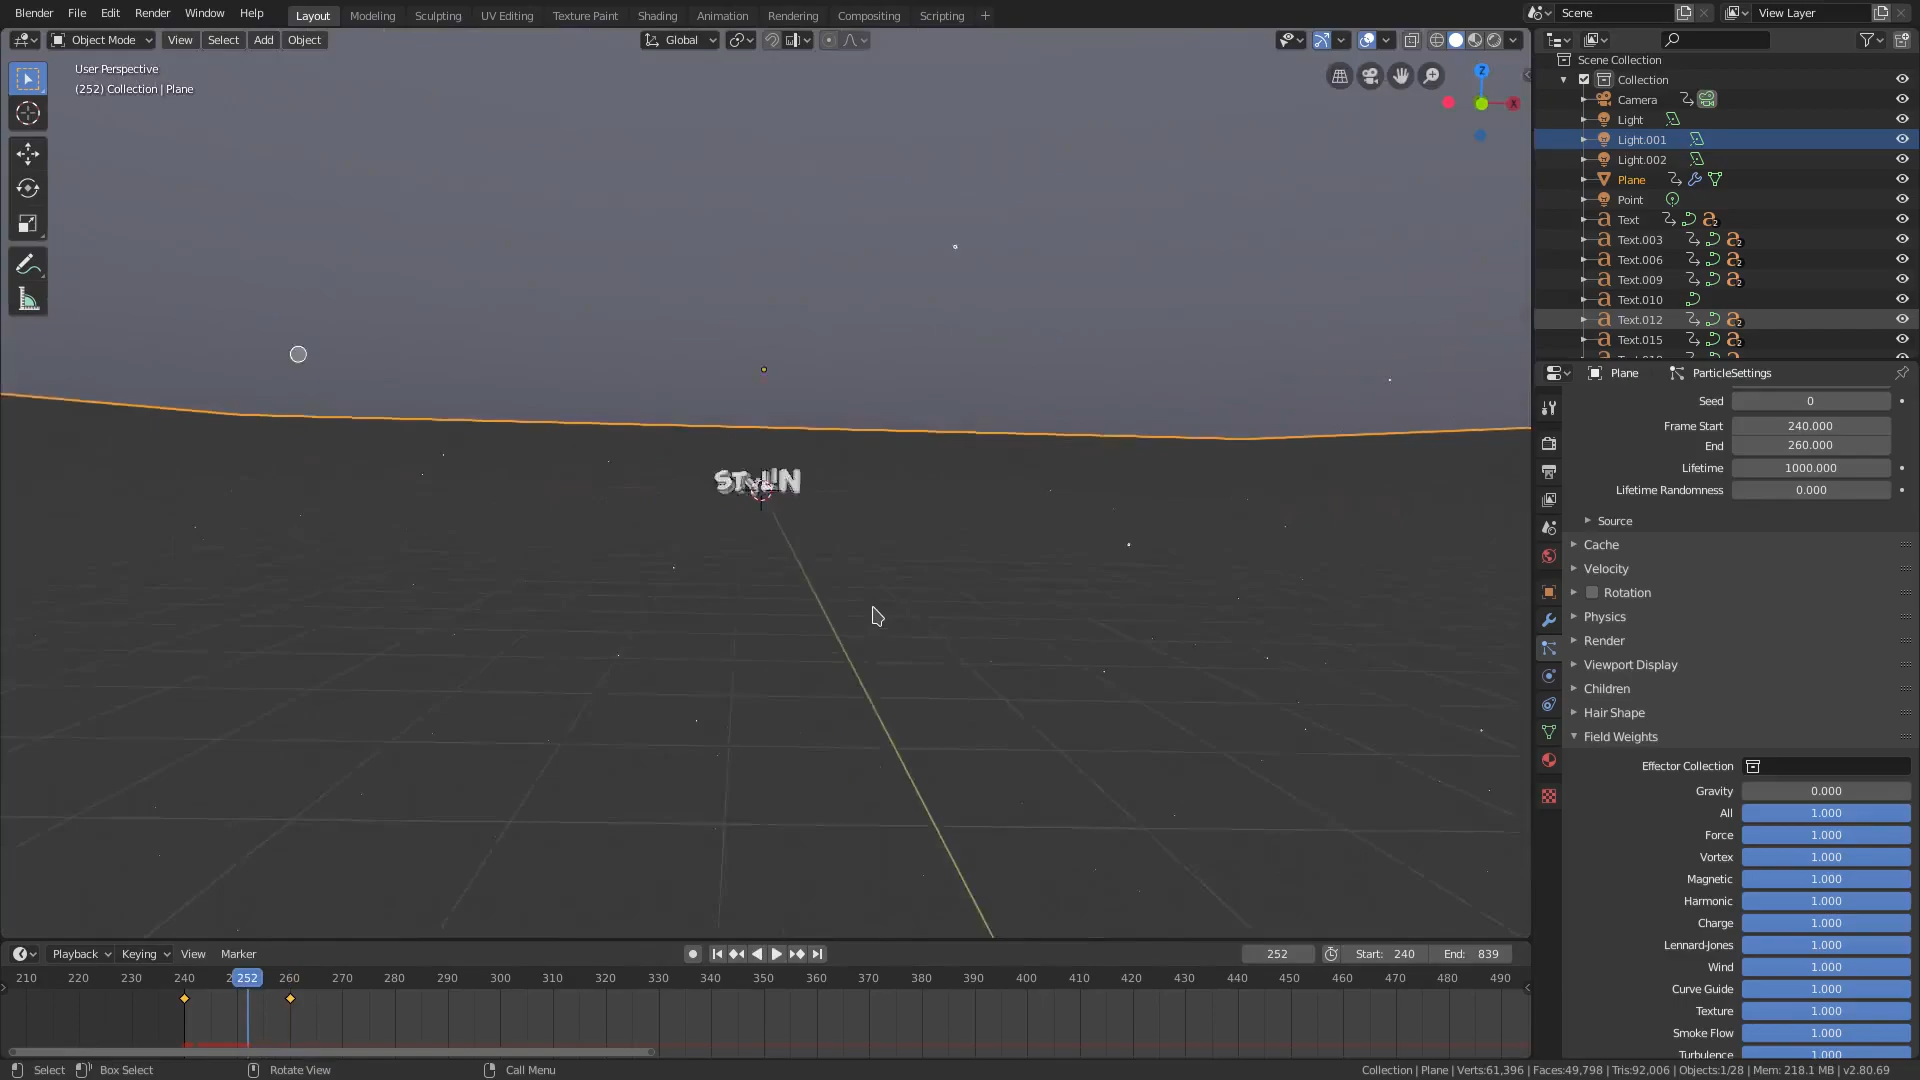 Blender File Edit Render Window Help Layout Modeling Sculpting UV Editing Texture Paint Shading Animation Rendering Compositing Scripting + Scene View Layer
Object Mode View Select Add Object Global
User Perspective
(252) Collection | Plane
Z
X
STYLIN
Scene Collection
Collection
Camera
Light
Light.001
Light.002
Plane
Point
Text
Text.003
Text.006
Text.009
Text.010
Text.012
Text.015
Plane ParticleSettings
Seed 0
Frame Start 240.000
End 260.000
Lifetime 1000.000
Lifetime Randomness 0.000
Source
Cache
Velocity
Rotation
Physics
Render
Viewport Display
Children
Hair Shape
Field Weights
Effector Collection
Gravity 0.000
All 1.000
Force 1.000
Vortex 1.000
Magnetic 1.000
Harmonic 1.000
Charge 1.000
Lennard-Jones 1.000
Wind 1.000
Curve Guide 1.000
Texture 1.000
Smoke Flow 1.000
Turbulence 1.000
Playback Keying View Marker 252 Start: 240 End: 839
210 220 230 240 252 260 270 280 290 300 310 320 330 340 350 360 370 380 390 400 410 420 430 440 450 460 470 480 490
Select Box Select Rotate View Call Menu Collection | Plane | Verts:61,396 | Faces:49,798 | Tris:92,006 | Objects:1/28 | Mem: 218.1 MB | v2.80.69